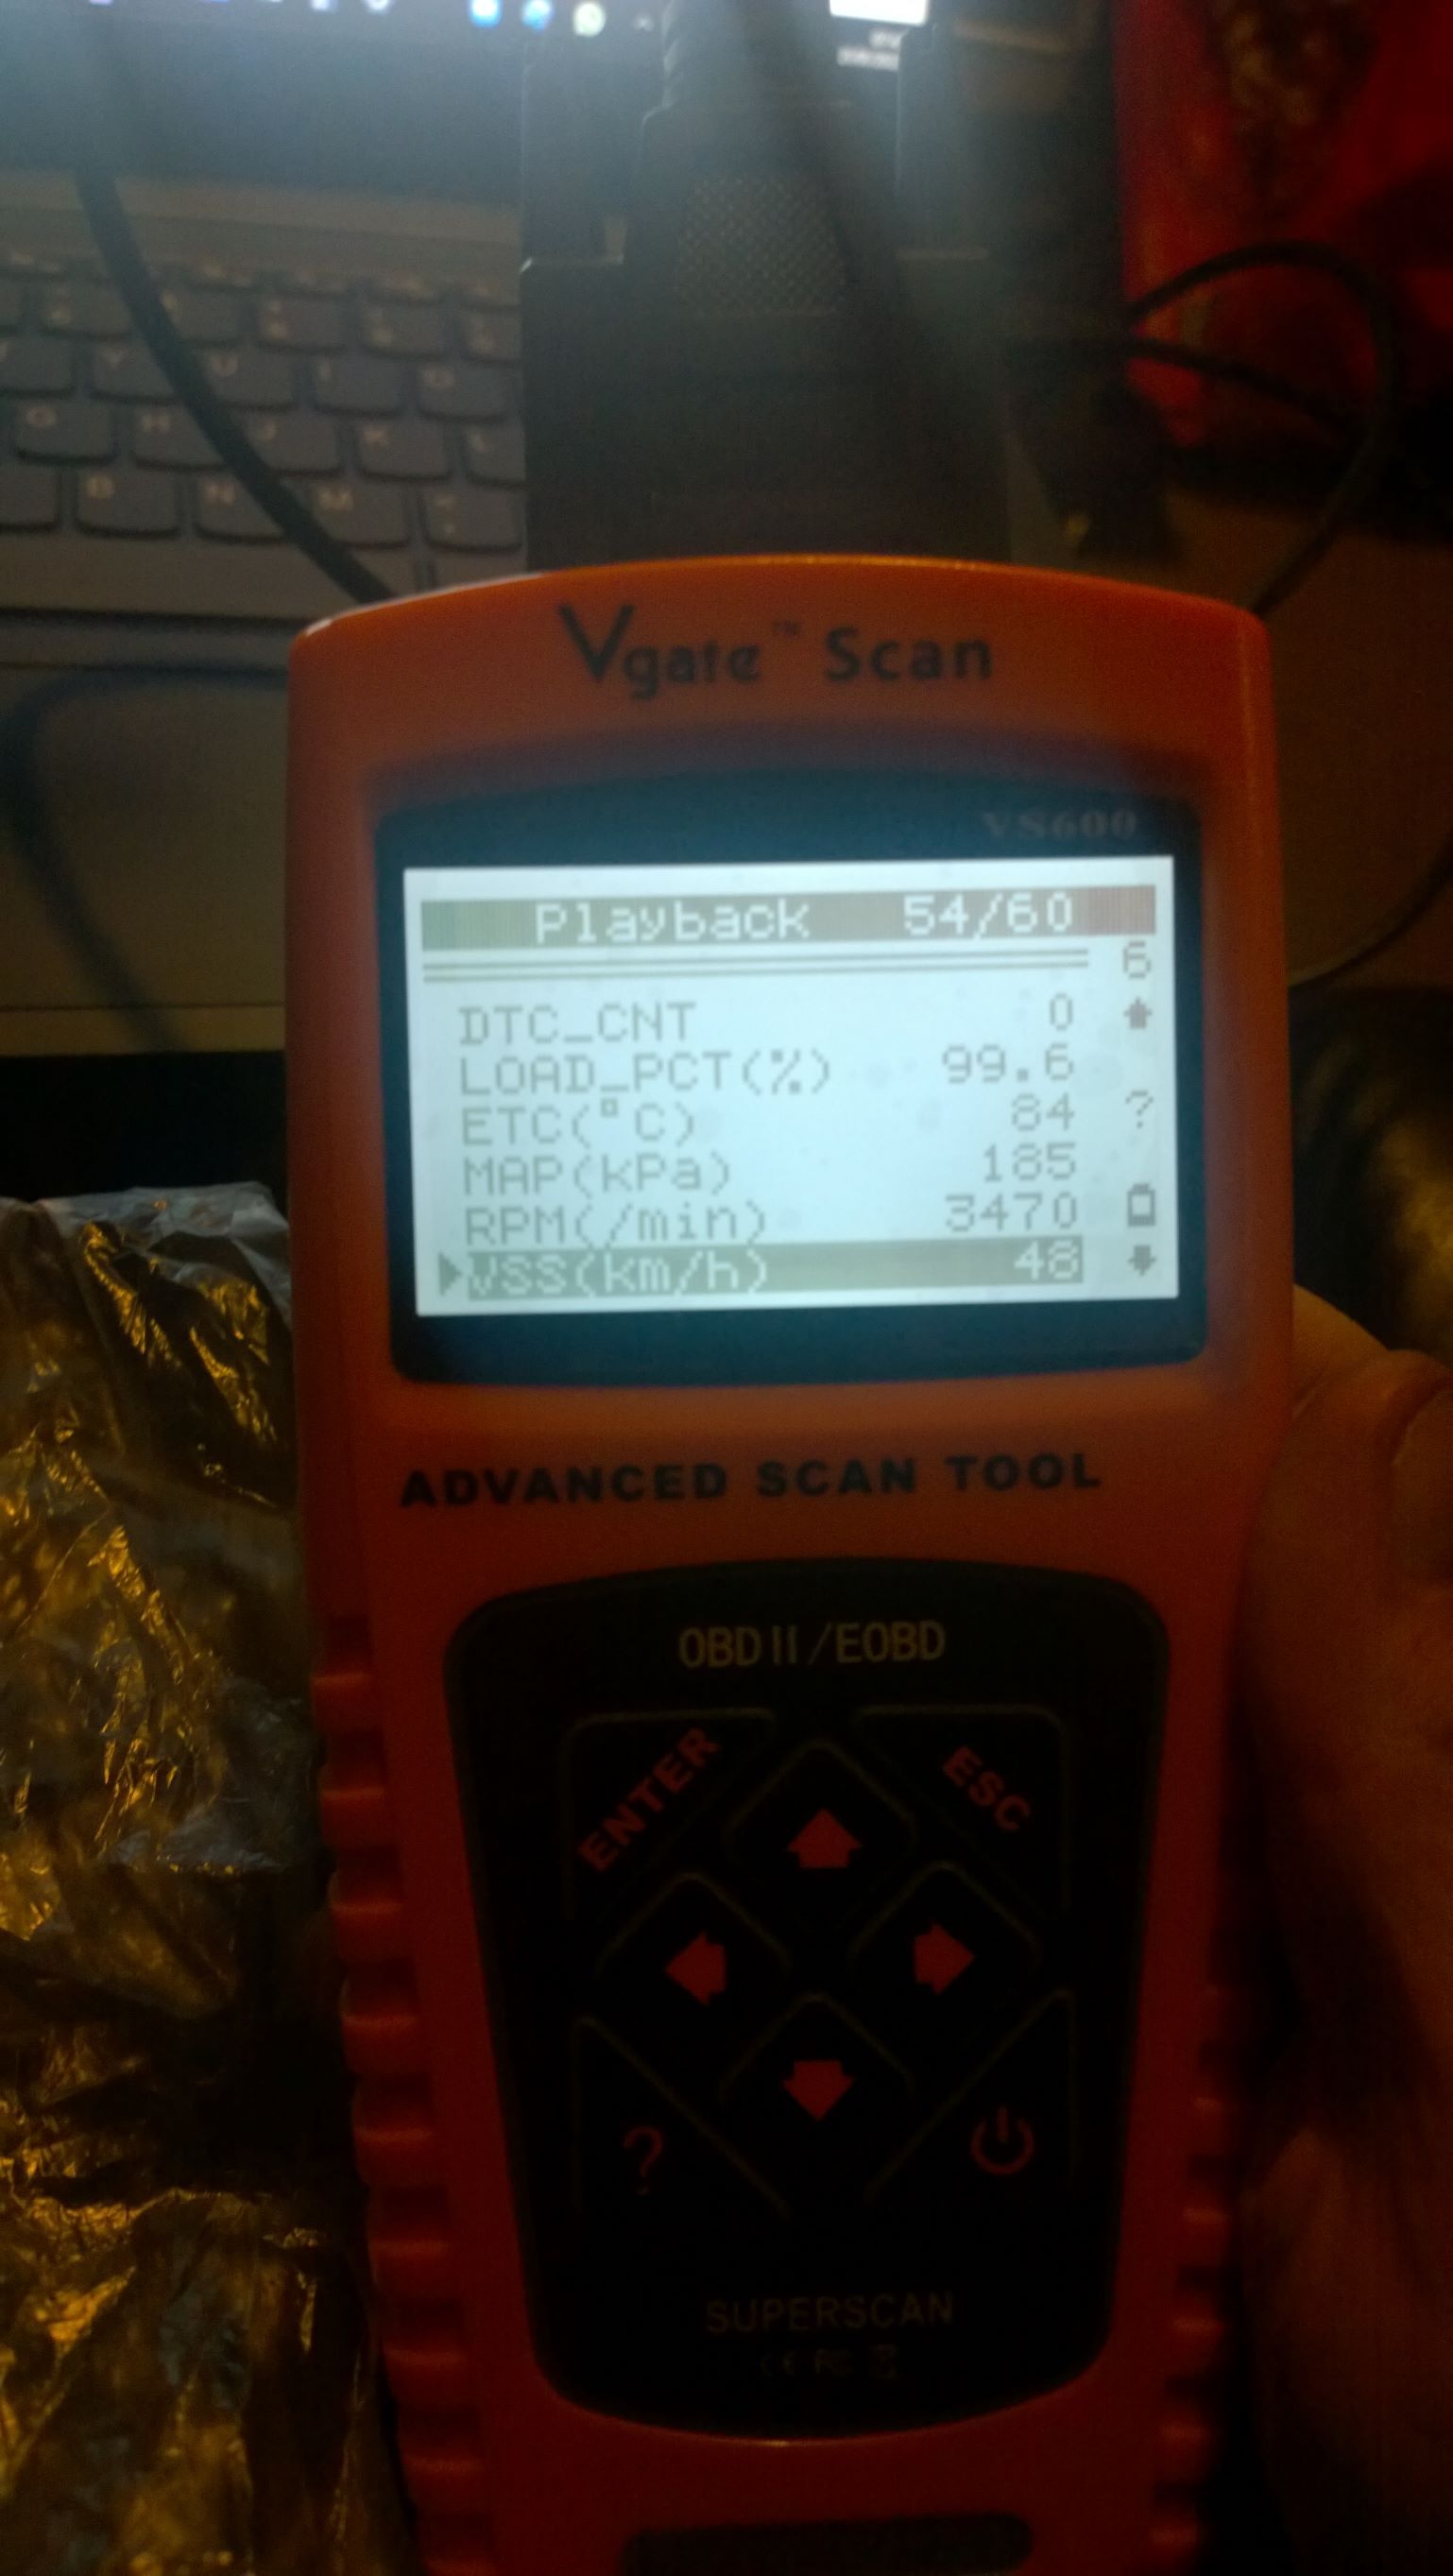 Y U I O
G H J K L
B N M
Vgate™ Scan
VS600
Playback 54/60
6
DTC_CNT 0
LOAD_PCT(%) 99.6
ETC(°C) 84
?
MAP(kPa) 185
RPM(/min) 3470
VSS(km/h) 48
ADVANCED SCAN TOOL
OBD II/EOBD
ENTER
ESC
?
SUPERSCAN